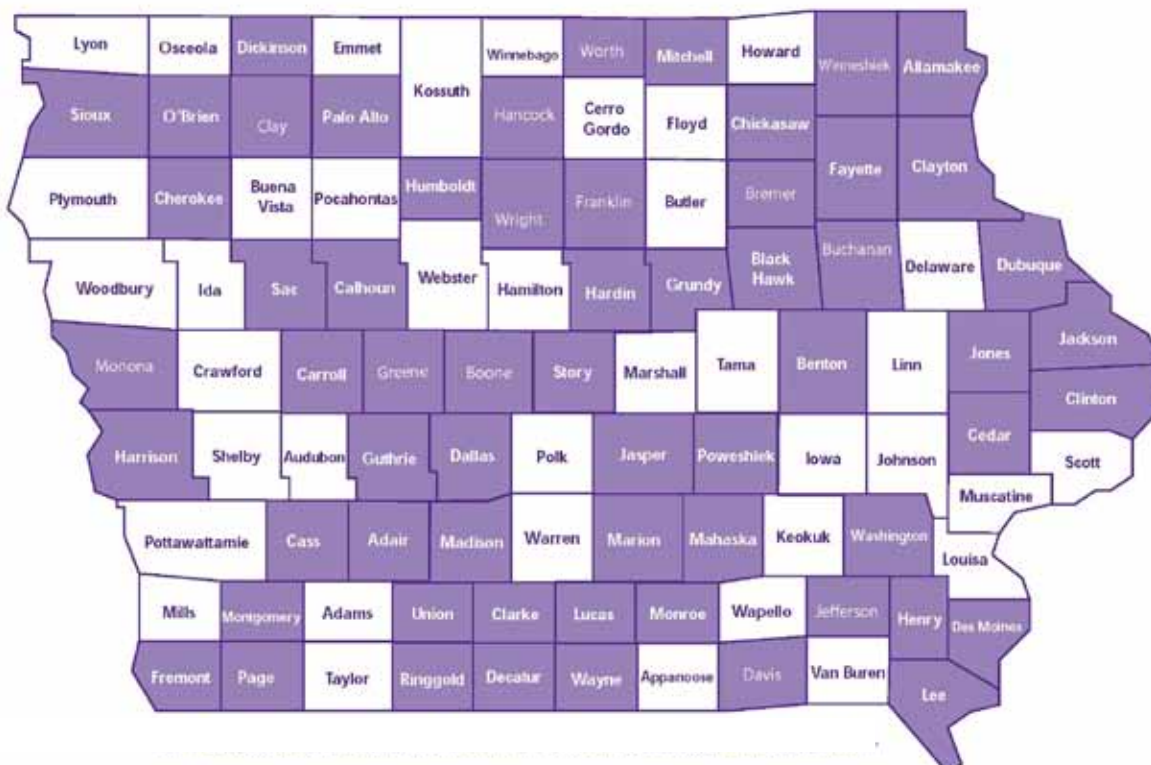 Lyon
Osceola
Dickinson
Emmet
Kossuth
Winnebago
Worth
Mitchell
Howard
Winneshiek
Allamakee
Sioux
O'Brien
Clay
Palo Alto
Hancock
Cerro
Gordo
Floyd
Chickasaw
Fayette
Clayton
Plymouth
Cherokee
Buena
Vista
Pocahontas
Humboldt
Wright
Franklin
Butler
Bremer
Woodbury
Ida
Sac
Calhoun
Webster
Hamilton
Hardin
Grundy
Black
Hawk
Buchanan
Delaware
Dubuque
Monona
Crawford
Carroll
Greene
Boone
Story
Marshall
Tama
Benton
Linn
Jones
Jackson
Clinton
Harrison
Shelby
Audubon
Guthrie
Dallas
Polk
Jasper
Poweshiek
Iowa
Johnson
Cedar
Scott
Muscatine
Pottawattamie
Cass
Adair
Madison
Warren
Marion
Mahaska
Keokuk
Washington
Louisa
Mills
Montgomery
Adams
Union
Clarke
Lucas
Monroe
Wapello
Jefferson
Henry
Des Moines
Fremont
Page
Taylor
Ringgold
Decatur
Wayne
Appanoose
Davis
Van Buren
Lee